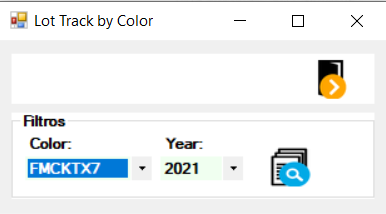 Lot Track by Color
Filtros
Color: Year:
FMCKTX7 2021